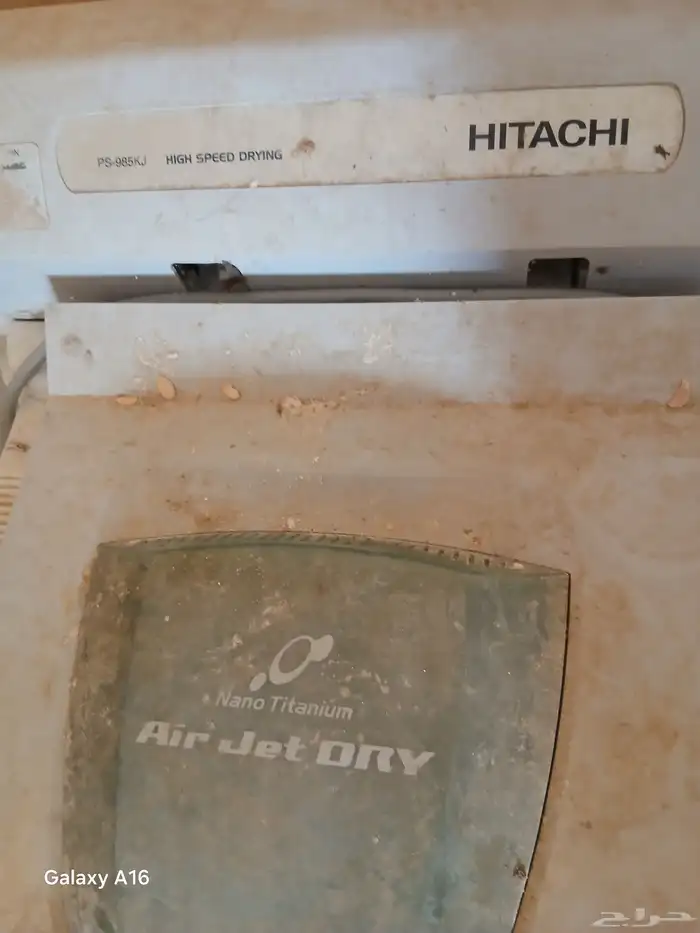 HITACHI
PS-985KJ HIGH SPEED DRYING
Nano Titanium
Air Jet DRY
Galaxy A16
حراج